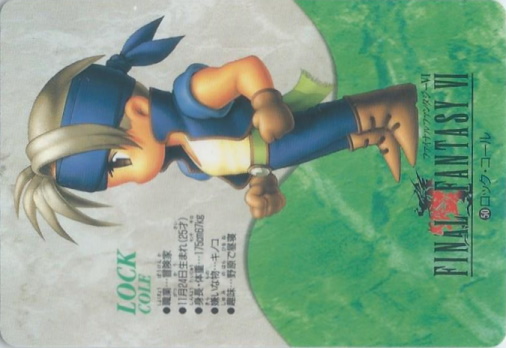 LOCK
COLE
●職業…冒険家
●11月24日生まれ(25才)
●身長・体重…175cm67kg
●嫌いな物…キノコ
●趣味…野原で昼寝
ファイナルファンタジーVI
FINAL FANTASY VI
50 ロック・コール